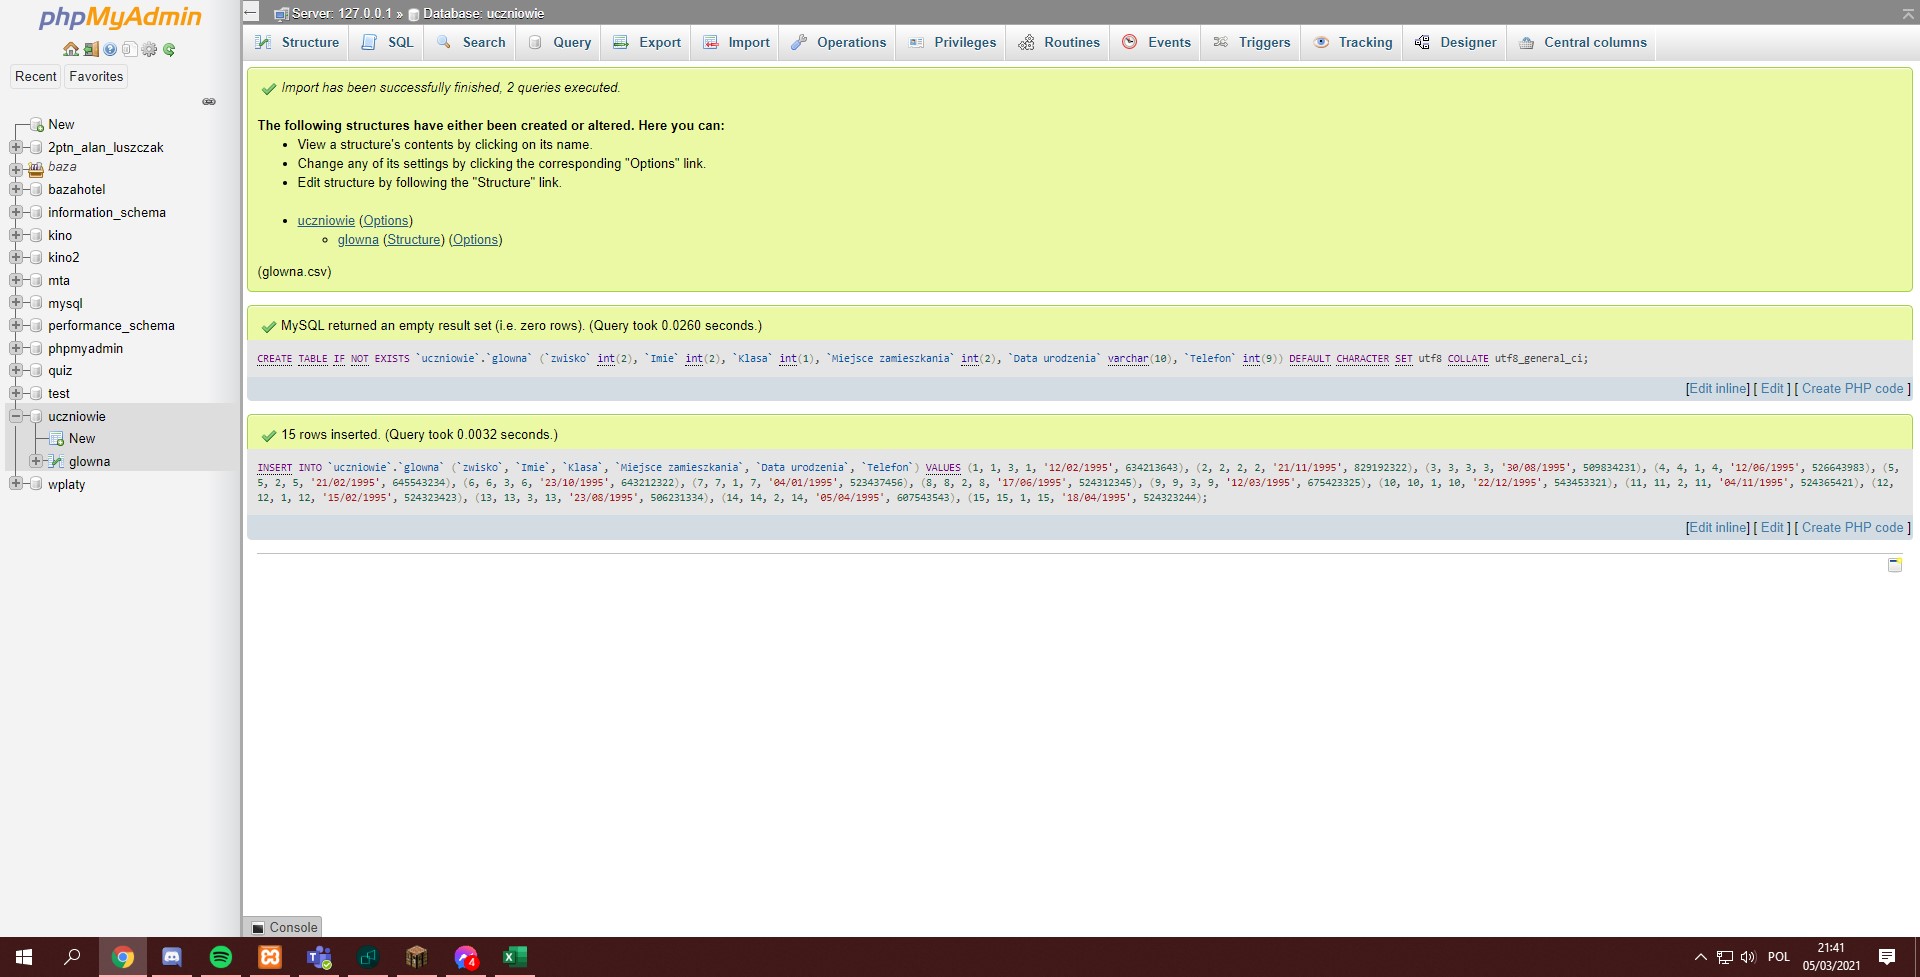 phpMyAdmin
Recent
Favorites
New
2ptn_alan_luszczak
baza
bazahotel
information_schema
kino
kino2
mta
mysql
performance_schema
phpmyadmin
quiz
test
uczniowie
New
glowna
wplaty
Server: 127.0.0.1 » Database: uczniowie
Structure SQL Search Query Export Import Operations Privileges Routines Events Triggers Tracking Designer Central columns
Import has been successfully finished, 2 queries executed.
The following structures have either been created or altered. Here you can:
• View a structure's contents by clicking on its name.
• Change any of its settings by clicking the corresponding "Options" link.
• Edit structure by following the "Structure" link.
• uczniowie (Options)
glowna (Structure) (Options)
(glowna.csv)
MySQL returned an empty result set (i.e. zero rows). (Query took 0.0260 seconds.)
CREATE TABLE IF NOT EXISTS `uczniowie`.`glowna` (`zwisko` int(2), `Imie` int(2), `Klasa` int(1), `Miejsce zamieszkania` int(2), `Data urodzenia` varchar(10), `Telefon` int(9)) DEFAULT CHARACTER SET utf8 COLLATE utf8_general_ci;
[Edit inline] [ Edit ] [ Create PHP code ]
15 rows inserted. (Query took 0.0032 seconds.)
INSERT INTO `uczniowie`.`glowna` (`zwisko`, `Imie`, `Klasa`, `Miejsce zamieszkania`, `Data urodzenia`, `Telefon`) VALUES (1, 1, 3, 1, '12/02/1995', 634213643), (2, 2, 2, 2, '21/11/1995', 829192322), (3, 3, 3, 3, '30/08/1995', 509834231), (4, 4, 1, 4, '12/06/1995', 526643983), (5,
5, 2, 5, '21/02/1995', 645543234), (6, 6, 3, 6, '23/10/1995', 643212322), (7, 7, 1, 7, '04/01/1995', 523437456), (8, 8, 2, 8, '17/06/1995', 524312345), (9, 9, 3, 9, '12/03/1995', 675423325), (10, 10, 1, 10, '22/12/1995', 543453321), (11, 11, 2, 11, '04/11/1995', 524365421), (12,
12, 1, 12, '15/02/1995', 524323423), (13, 13, 3, 13, '23/08/1995', 506231334), (14, 14, 2, 14, '05/04/1995', 607543543), (15, 15, 1, 15, '18/04/1995', 524323244);
[Edit inline] [ Edit ] [ Create PHP code ]
Console
4
POL
21:41
05/03/2021